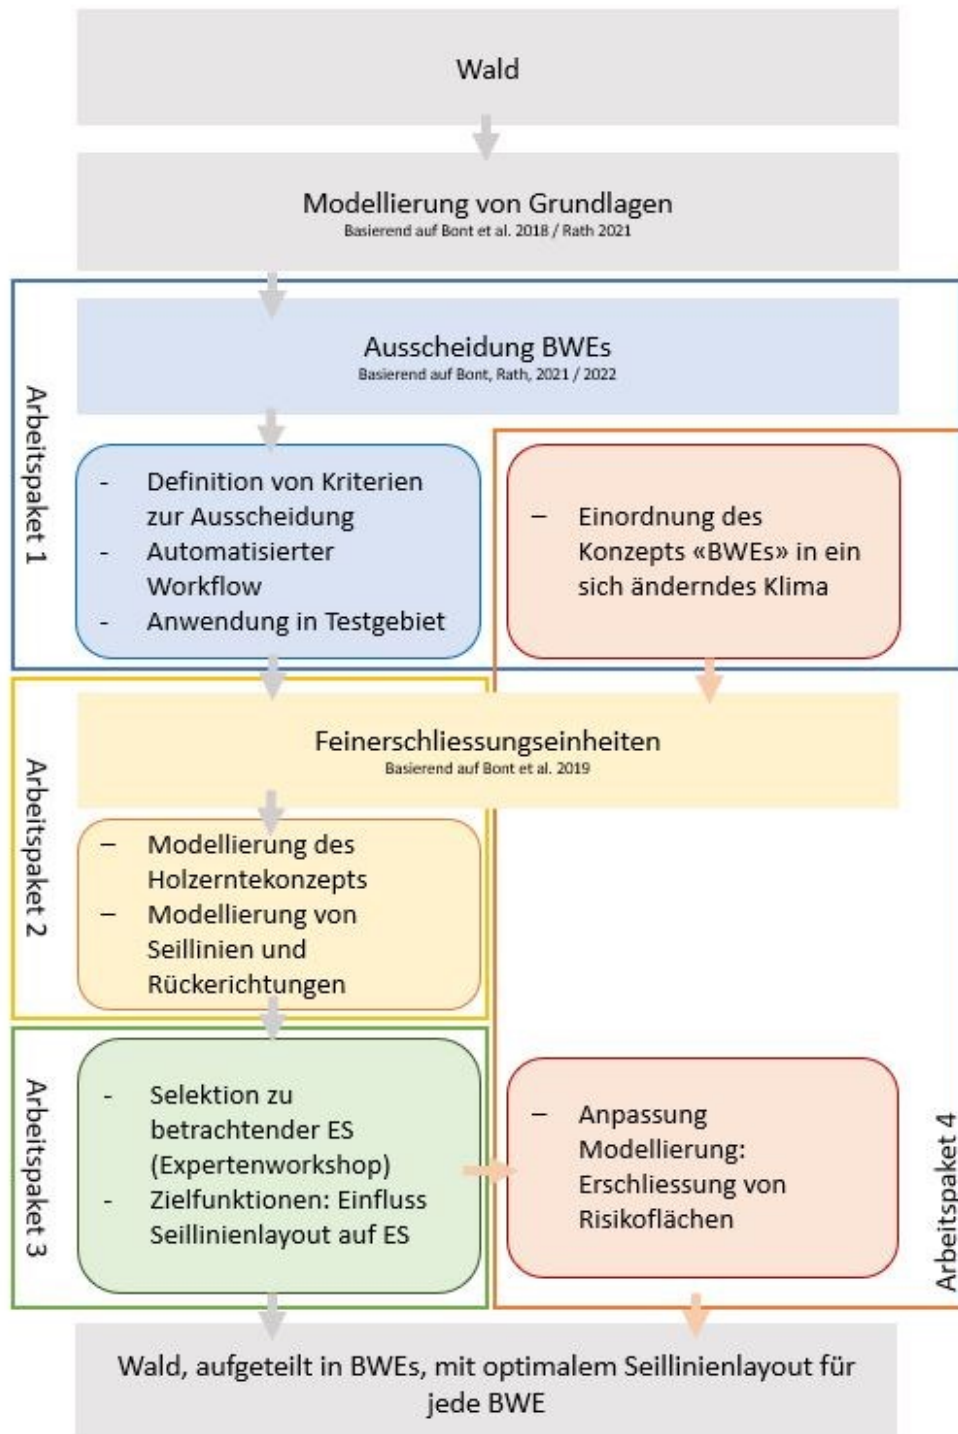 Wald
Modellierung von Grundlagen
Basierend auf Bont et al. 2018 / Rath 2021
Arbeitspaket 1
Ausscheidung BWEs
Basierend auf Bont, Rath, 2021 / 2022
- Definition von Kriterien
zur Ausscheidung
- Automatisierter
Workflow
- Anwendung in Testgebiet
– Einordnung des
Konzepts «BWEs» in ein
sich änderndes Klima
Arbeitspaket 2
Feinerschliessungseinheiten
Basierend auf Bont et al. 2019
– Modellierung des
Holzerntekonzepts
– Modellierung von
Seillinien und
Rückerichtungen
Arbeitspaket 3
- Selektion zu
betrachtender ES
(Expertenworkshop)
- Zielfunktionen: Einfluss
Seillinienlayout auf ES
– Anpassung
Modellierung:
Erschliessung von
Risikoflächen
Arbeitspaket 4
Wald, aufgeteilt in BWEs, mit optimalem Seillinienlayout für
jede BWE